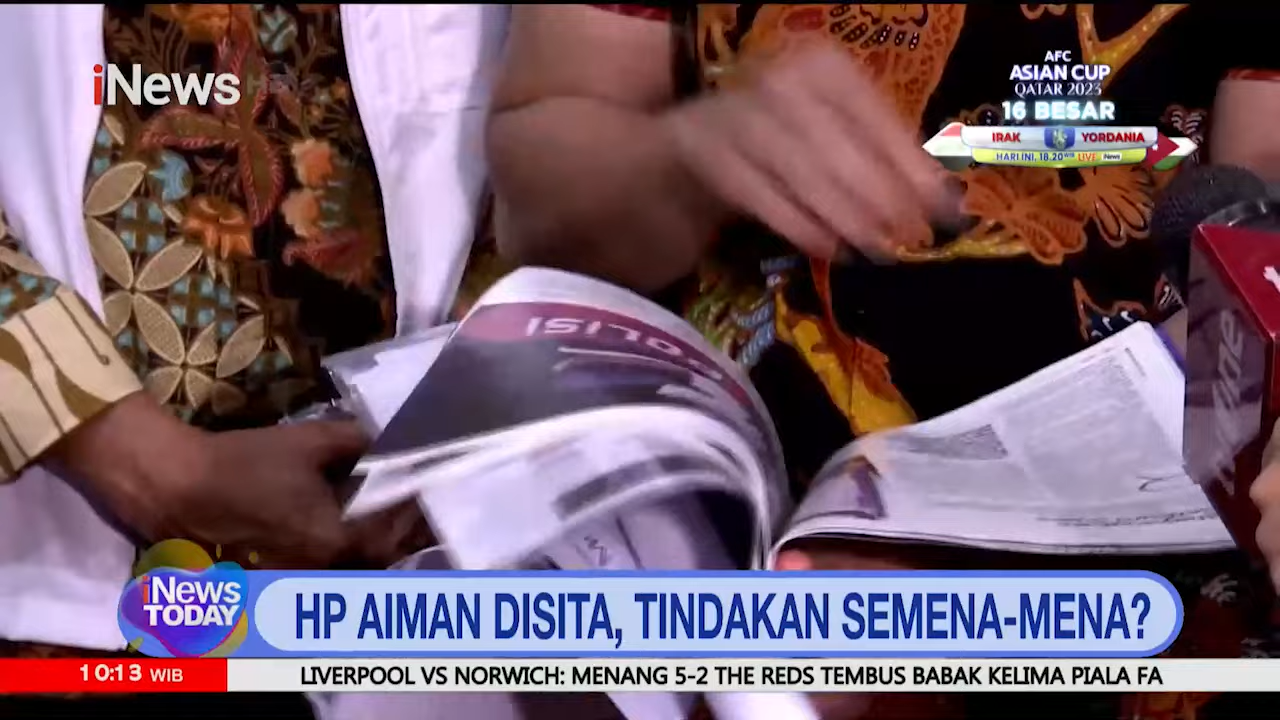 iNews
AFC
ASIAN CUP
QATAR 2023
16 BESAR
IRAK YORDANIA
HARI INI, 18.20 WIB LIVE iNews
POLISI
iNews
TODAY
HP AIMAN DISITA, TINDAKAN SEMENA-MENA?
10:13 WIB
LIVERPOOL VS NORWICH: MENANG 5-2 THE REDS TEMBUS BABAK KELIMA PIALA FA